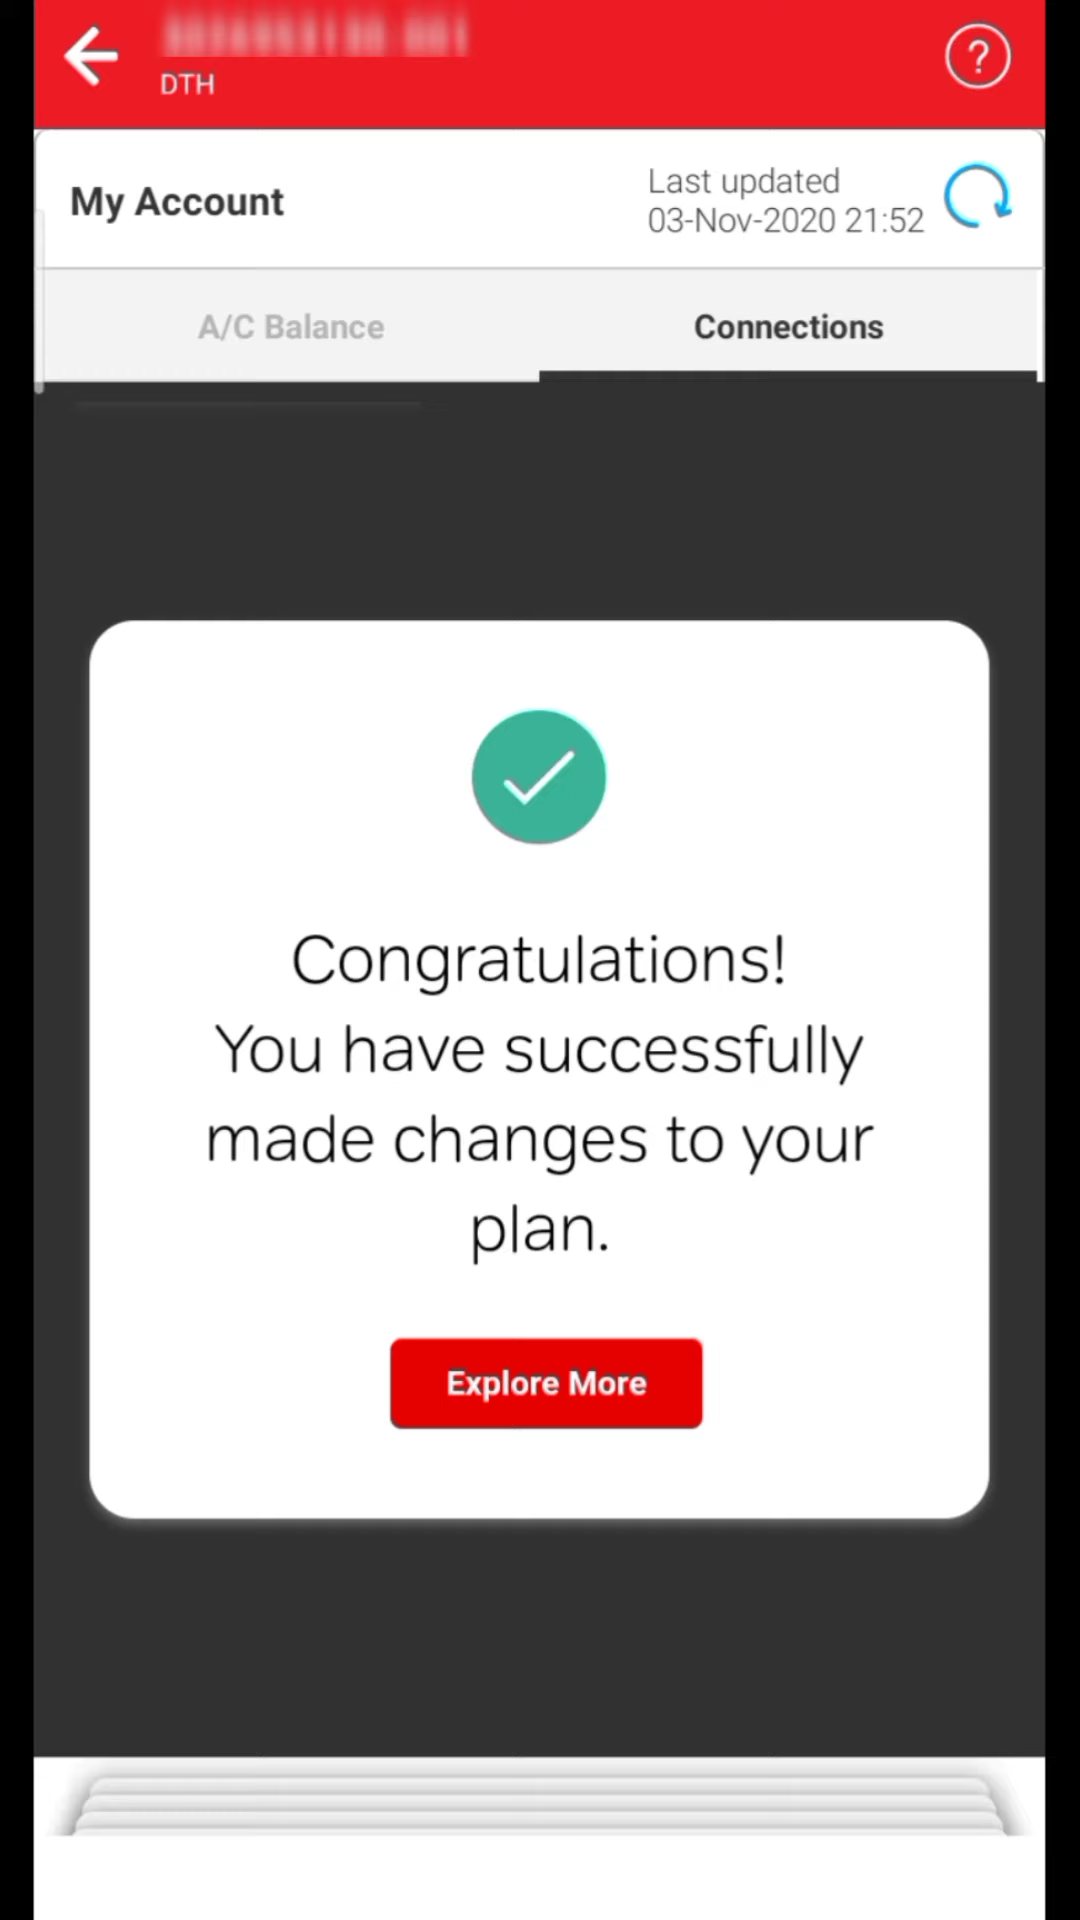 DTH
?
My Account
Last updated
03-Nov-2020 21:52
A/C Balance
Connections
Congratulations!
You have successfully
made changes to your
plan.
Explore More